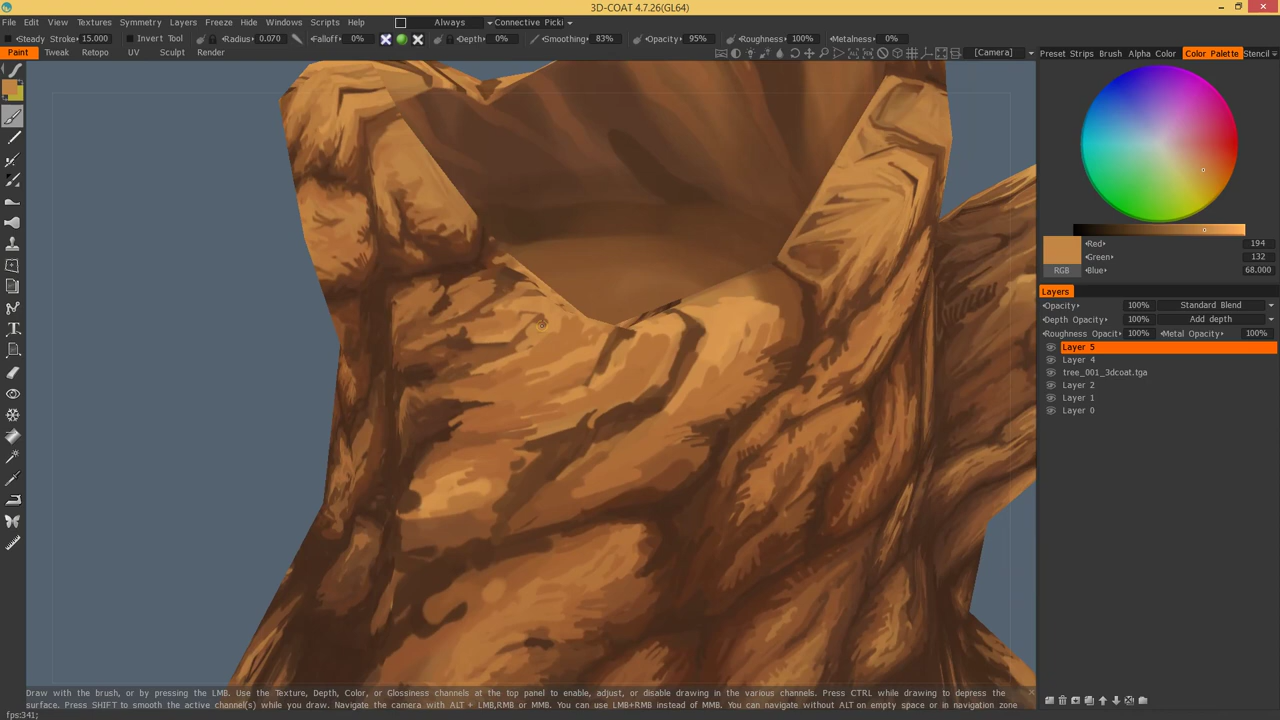 3D-COAT 4.7.26(GL64)
File Edit View Textures Symmetry Layers Freeze Hide Windows Scripts Help Always Connective Picki
Steady Stroke 15.000 Invert Tool Radius 0.070 Falloff 0% Depth 0% Smoothing 83% Opacity 95% Roughness 100% Metalness 0%
Paint Tweak Retopo UV Sculpt Render [Camera] Preset Strips Brush Alpha Color Color Palette Stencil
Red 194
Green 132
RGB Blue 68.000
Layers
Opacity 100% Standard Blend
Depth Opacity 100% Add depth
Roughness Opacit 100% Metal Opacity 100%
Layer 5
Layer 4
tree_001_3dcoat.tga
Layer 2
Layer 1
Layer 0
Draw with the brush, or by pressing the LMB. Use the Texture, Depth, Color, or Glossiness channels at the top panel to enable, adjust, or disable drawing in the various channels. Press CTRL while drawing to depress the
surface. Press SHIFT to smooth the active channel(s) while you draw. Navigate the camera with ALT + LMB,RMB or MMB. You can use LMB+RMB instead of MMB. You can navigate without ALT on empty space or in navigation zone
fps:341;